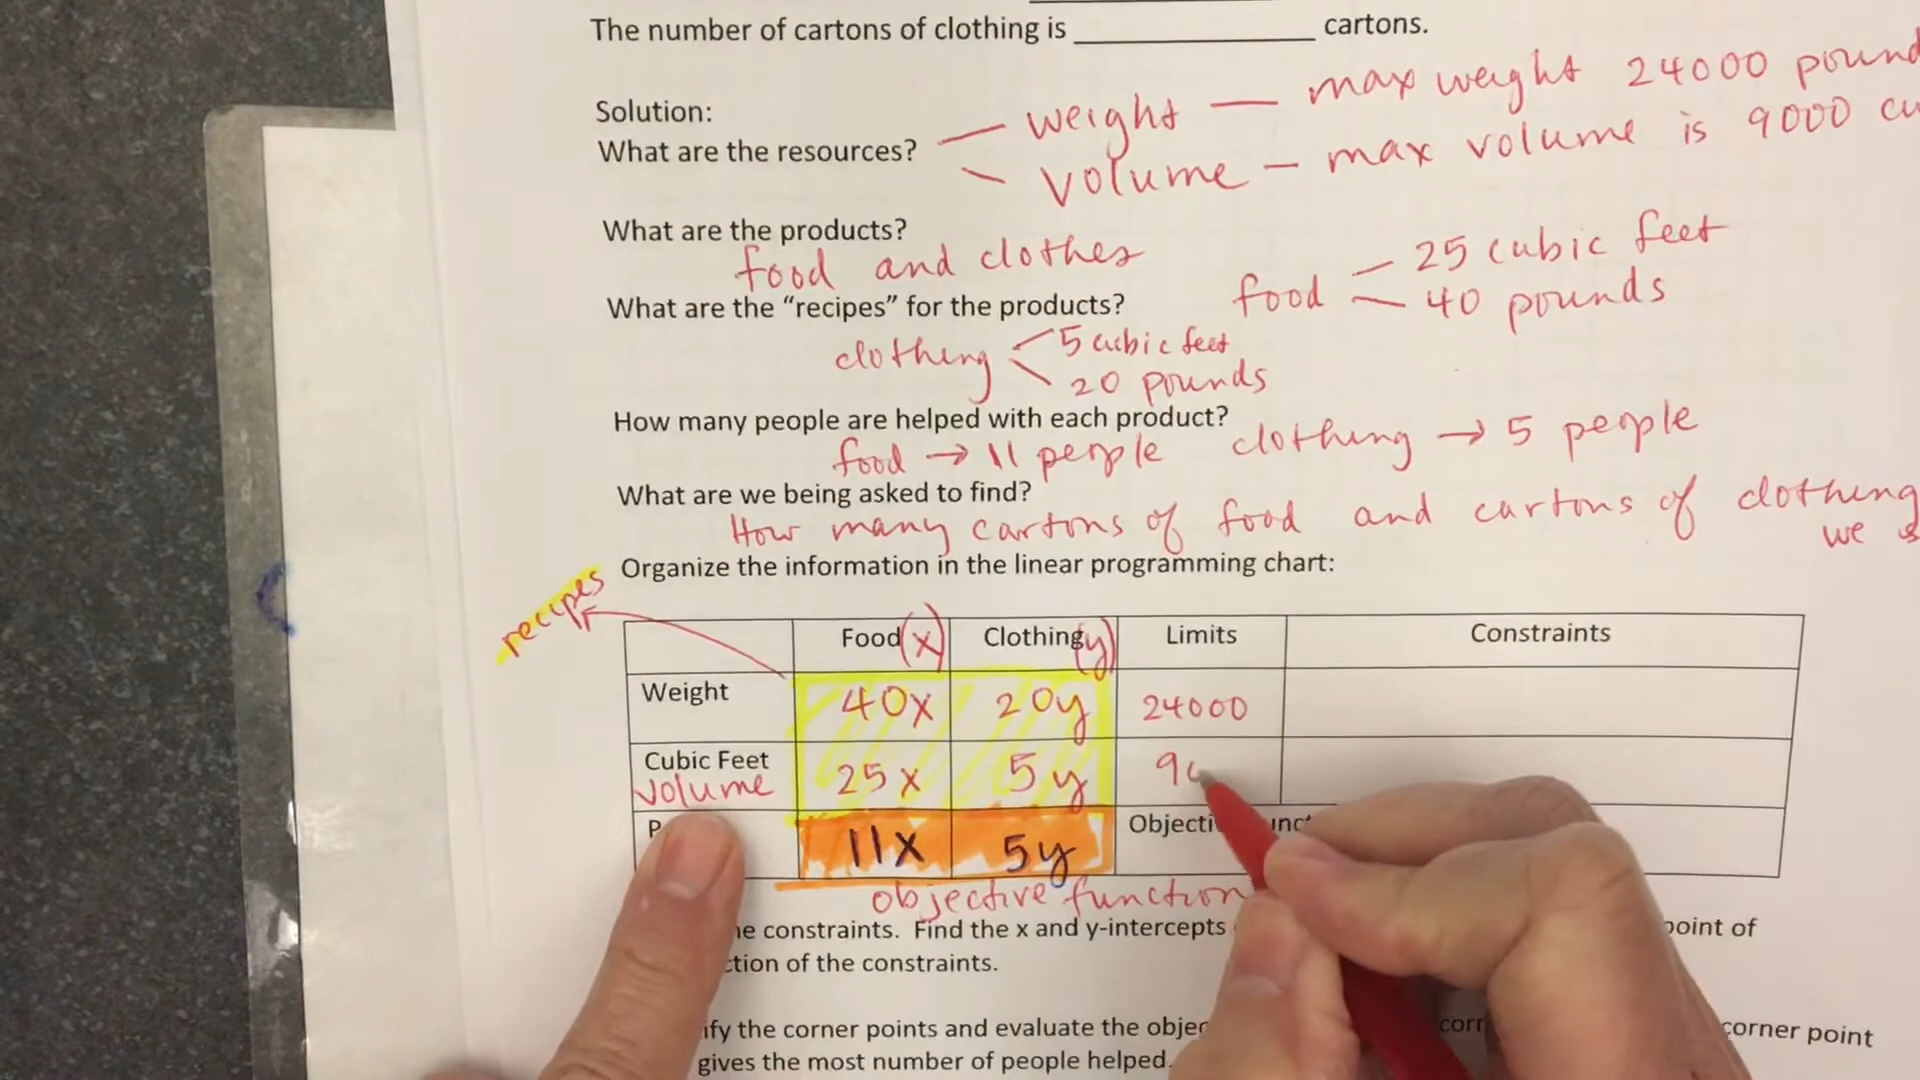 The number of cartons of clothing is ______________ cartons.
Solution:
What are the resources?
weight — max weight 24000
volume — max volume is 9000
What are the products?
food and clothes
What are the "recipes" for the products?
food 25 cubic feet
40 pounds
clothing 5 cubic feet
20 pounds
How many people are helped with each product?
food → 11 people clothing → 5 people
What are we being asked to find?
How many cartons of food and cartons of clothing
we
Organize the information in the linear programming chart:
recipes
Food (x) Clothing (y) Limits Constraints
Weight 40x 20y 24000
Cubic Feet volume 25x 5y 9
11x 5y
objective function
constraints. Find the x and y-intercepts point of
of the constraints.
the corner points and evaluate the corner point
gives the most number of people helped.